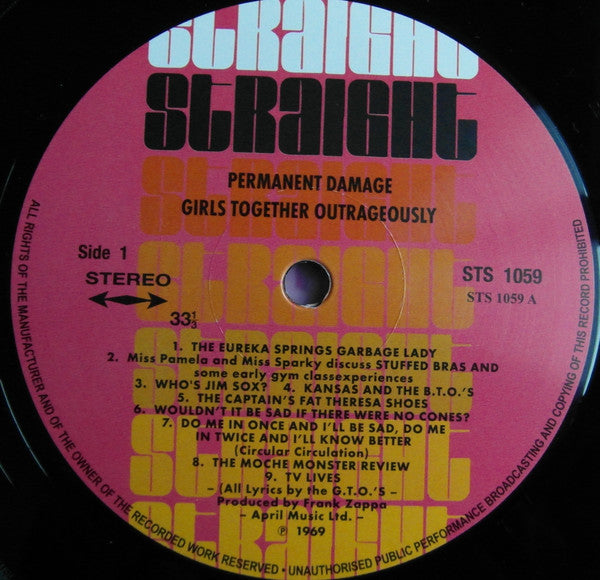 STRAIGHT
STRAIGHT
STRAIGHT
PERMANENT DAMAGE
GIRLS TOGETHER OUTRAGEOUSLY
STRAIGHT
Side 1
STEREO
33⅓
STS 1059
STS 1059 A
1. THE EUREKA SPRINGS GARBAGE LADY
2. Miss Pamela and Miss Sparky discuss STUFFED BRAS AND
some early gym classexperiences
3. WHO'S JIM SOX? 4. KANSAS AND THE B.T.O.'S
5. THE CAPTAIN'S FAT THERESA SHOES
6. WOULDN'T IT BE SAD IF THERE WERE NO CONES?
7. DO ME IN ONCE AND I'LL BE SAD, DO ME
IN TWICE AND I'LL KNOW BETTER
(Circular Circulation)
8. THE MOCHE MONSTER REVIEW
9. TV LIVES
– (All Lyrics by the G.T.O.'S –
Produced by Frank Zappa
– April Music Ltd. –
℗ 1969
STRAIGHT
STRAIGHT
STRAIGHT
STRAIGHT
ALL RIGHTS OF THE MANUFACTURER AND OF THE OWNER OF THE RECORDED WORK RESERVED • UNAUTHORISED PUBLIC PERFORMANCE BROADCASTING AND COPYING OF THIS RECORD PROHIBITED